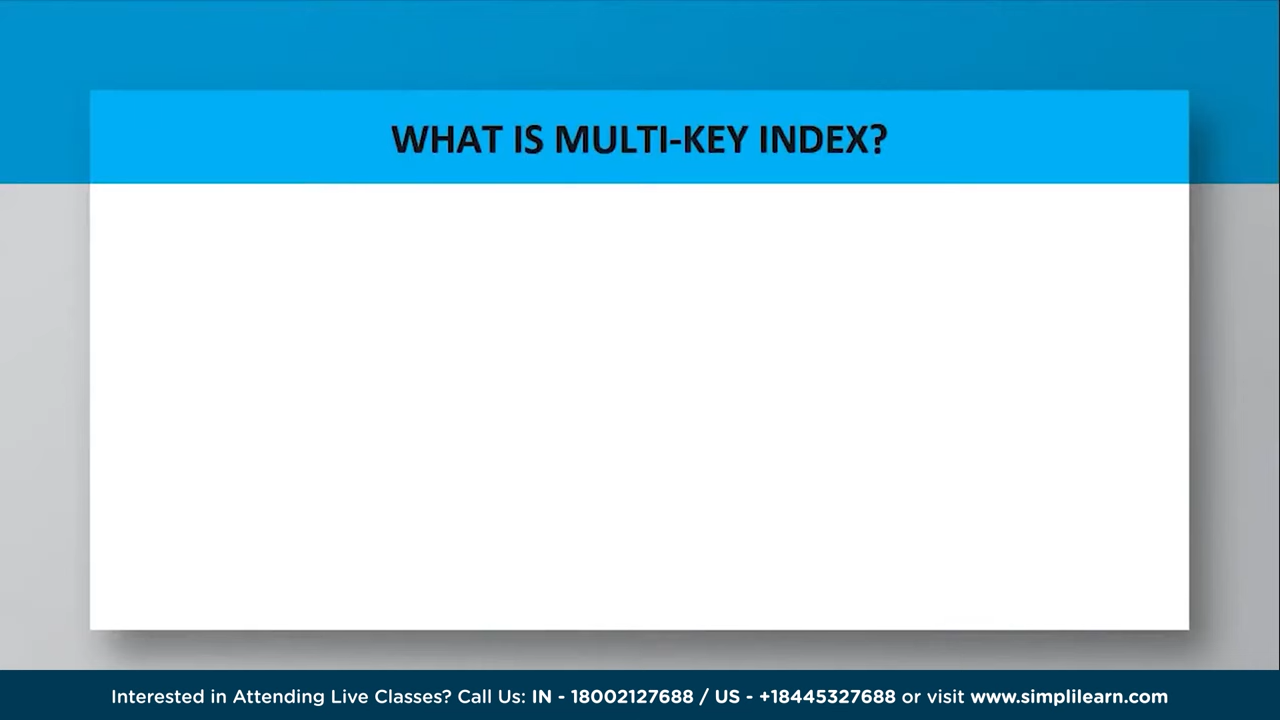 WHAT IS MULTI-KEY INDEX?
Interested in Attending Live Classes? Call Us: IN - 18002127688 / US - +18445327688 or visit www.simplilearn.com